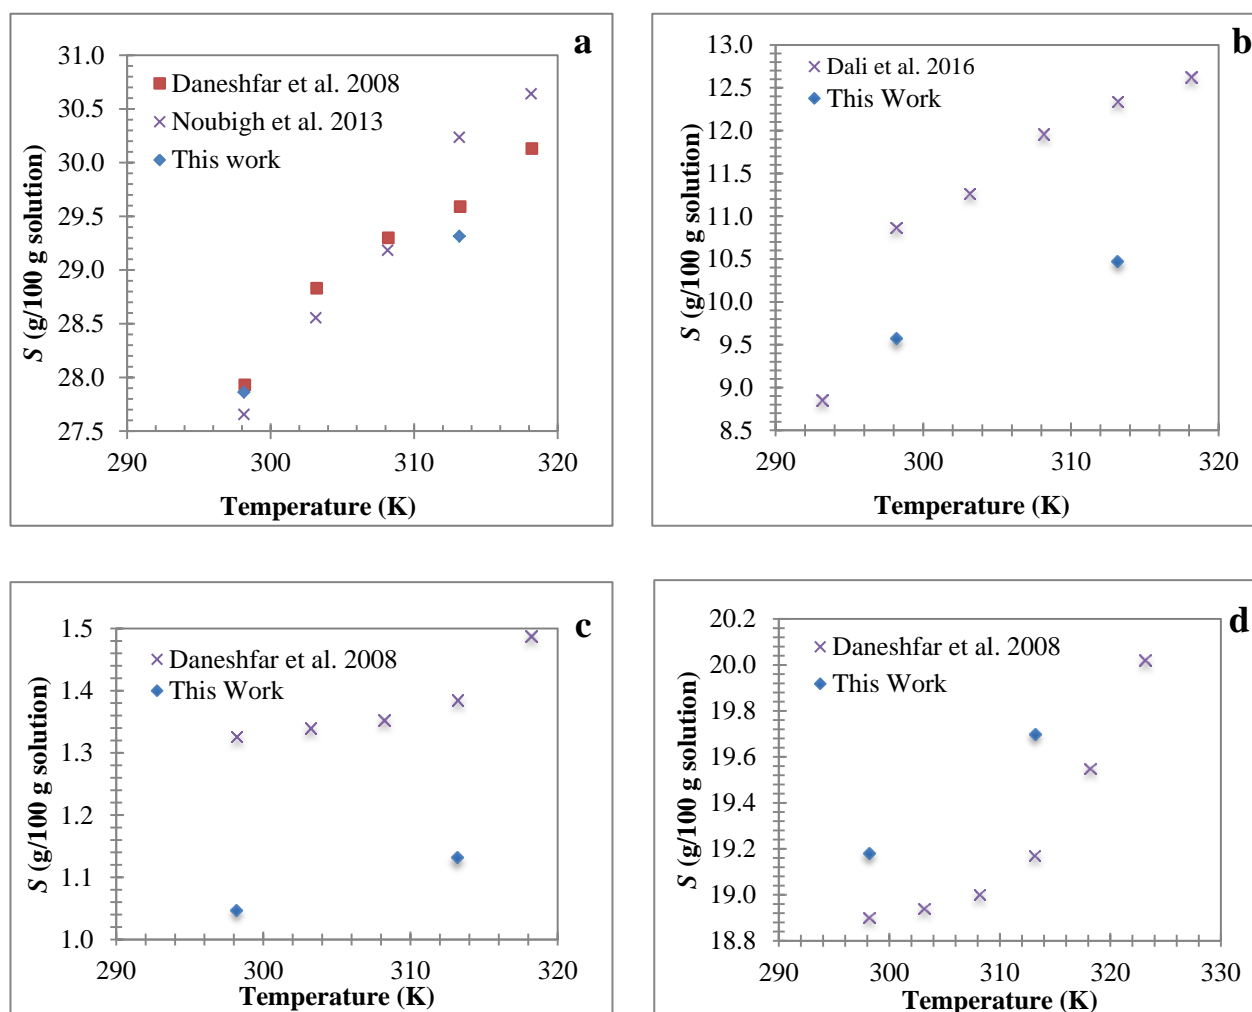 a
31.0
30.5
30.0
29.5
29.0
28.5
28.0
27.5
S (g/100 g solution)
Daneshfar et al. 2008
Noubigh et al. 2013
This work
290 300 310 320
Temperature (K)
b
13.0
12.5
12.0
11.5
11.0
10.5
10.0
9.5
9.0
8.5
S (g/100 g solution)
Dali et al. 2016
This Work
290 300 310 320
Temperature (K)
c
1.5
1.4
1.3
1.2
1.1
1.0
S (g/100 g solution)
Daneshfar et al. 2008
This Work
290 300 310 320
Temperature (K)
d
20.2
20.0
19.8
19.6
19.4
19.2
19.0
18.8
S (g/100 g solution)
Daneshfar et al. 2008
This Work
290 300 310 320 330
Temperature (K)